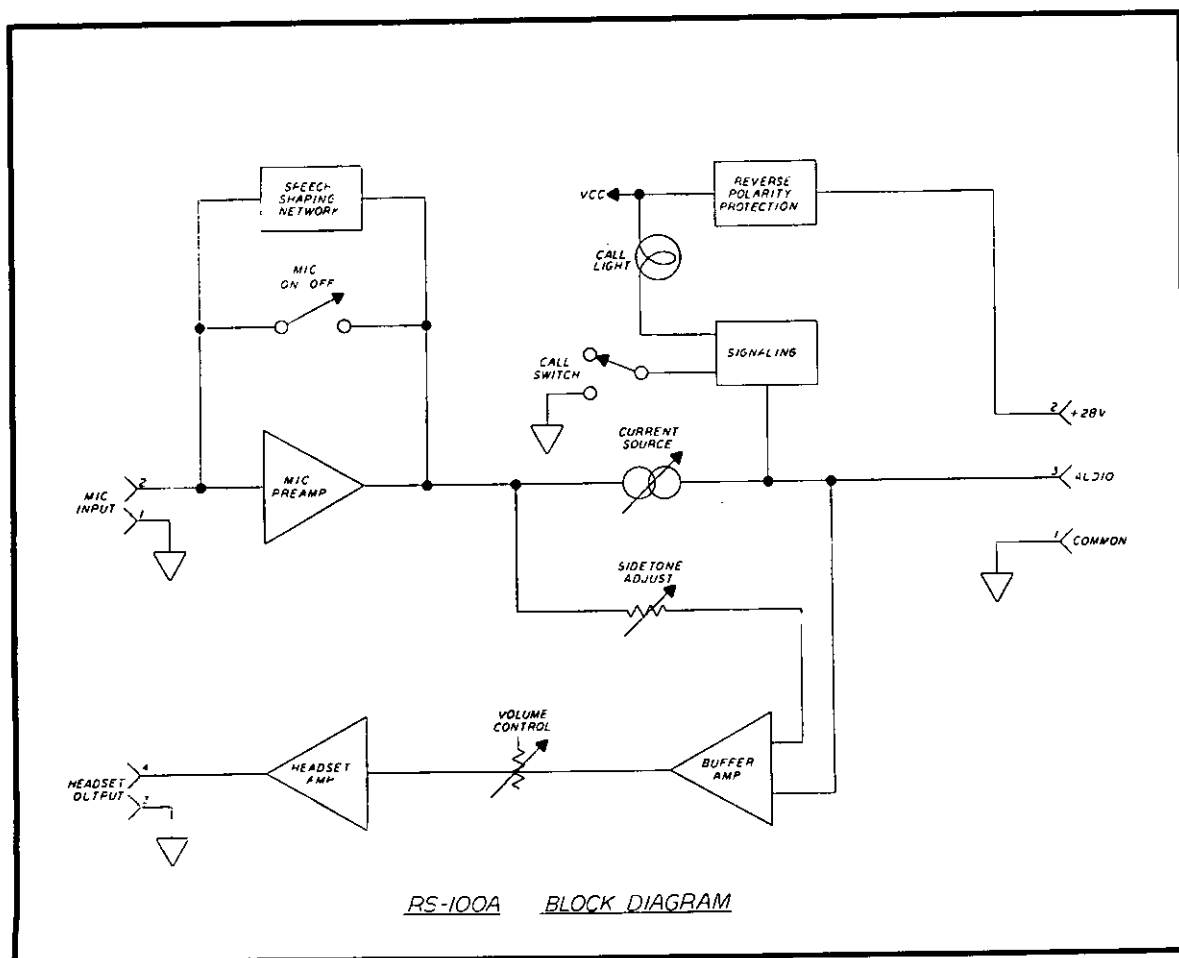 SPEECH
SHAPING
NETWORK
MIC
ON OFF
REVERSE
POLARITY
PROTECTION
VCC
CALL
LIGHT
CALL
SWITCH
SIGNALING
2
+28V
CURRENT
SOURCE
3
AUDIO
MIC
INPUT
2
1
MIC
PREAMP
1
COMMON
SIDETONE
ADJUST
VOLUME
CONTROL
HEADSET
OUTPUT
4
HEADSET
AMP
BUFFER
AMP
RS-100A BLOCK DIAGRAM